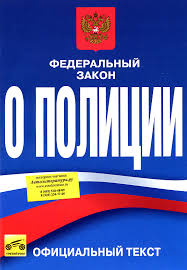 ФЕДЕРАЛЬНЫЙ
ЗАКОН
О ПОЛИЦИИ
ОФИЦИАЛЬНЫЙ ТЕКСТ